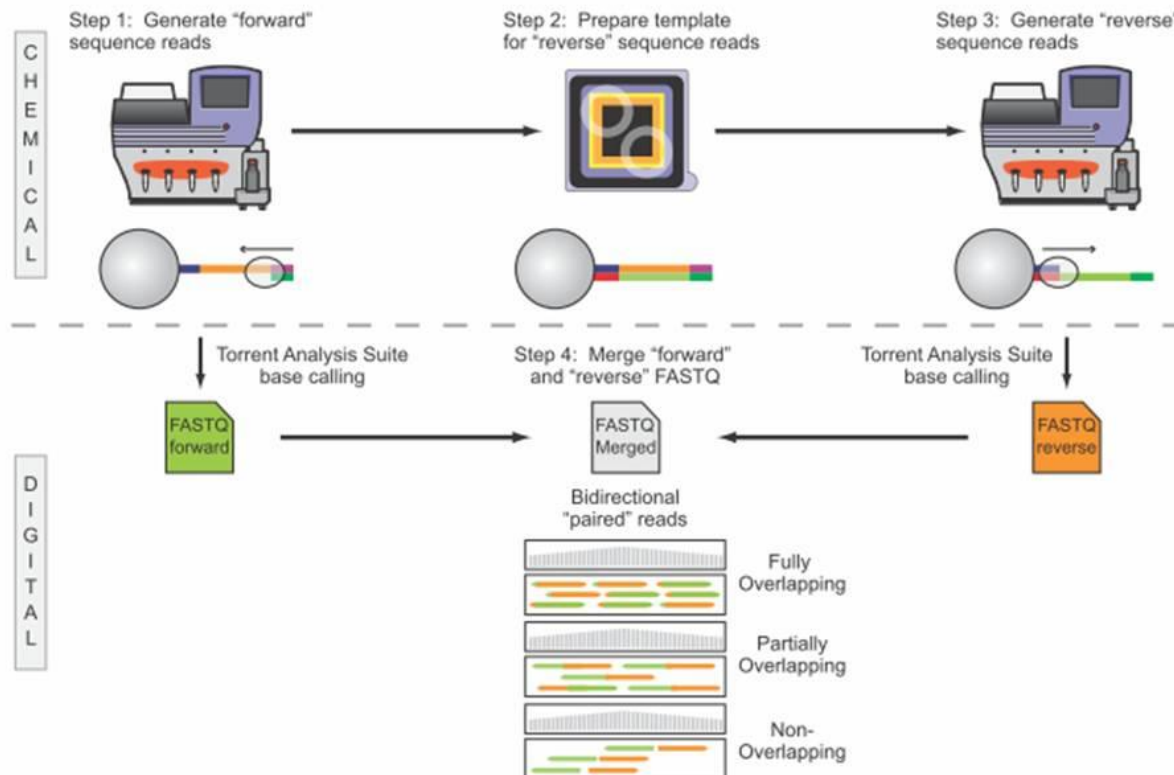 CHEMICAL
Step 1: Generate “forward”
sequence reads
Step 2: Prepare template
for “reverse” sequence reads
Step 3: Generate “reverse”
sequence reads
Torrent Analysis Suite
base calling
Step 4: Merge “forward”
and “reverse” FASTQ
Torrent Analysis Suite
base calling
DIGITAL
FASTQ
forward
FASTQ
Merged
FASTQ
reverse
Bidirectional
“paired” reads
Fully
Overlapping
Partially
Overlapping
Non-
Overlapping